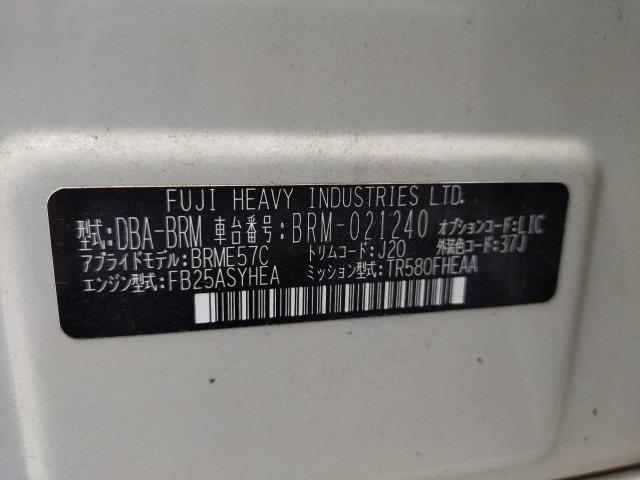 FUJI HEAVY INDUSTRIES LTD.
型式:DBA-BRM 車台番号:BRM-021240 オプションコード:LIC
アプライドモデル:BRME57C トリムコード:J20 外装色コード:37J
エンジン型式:FB25ASYHEA ミッション型式:TR580FHEAA